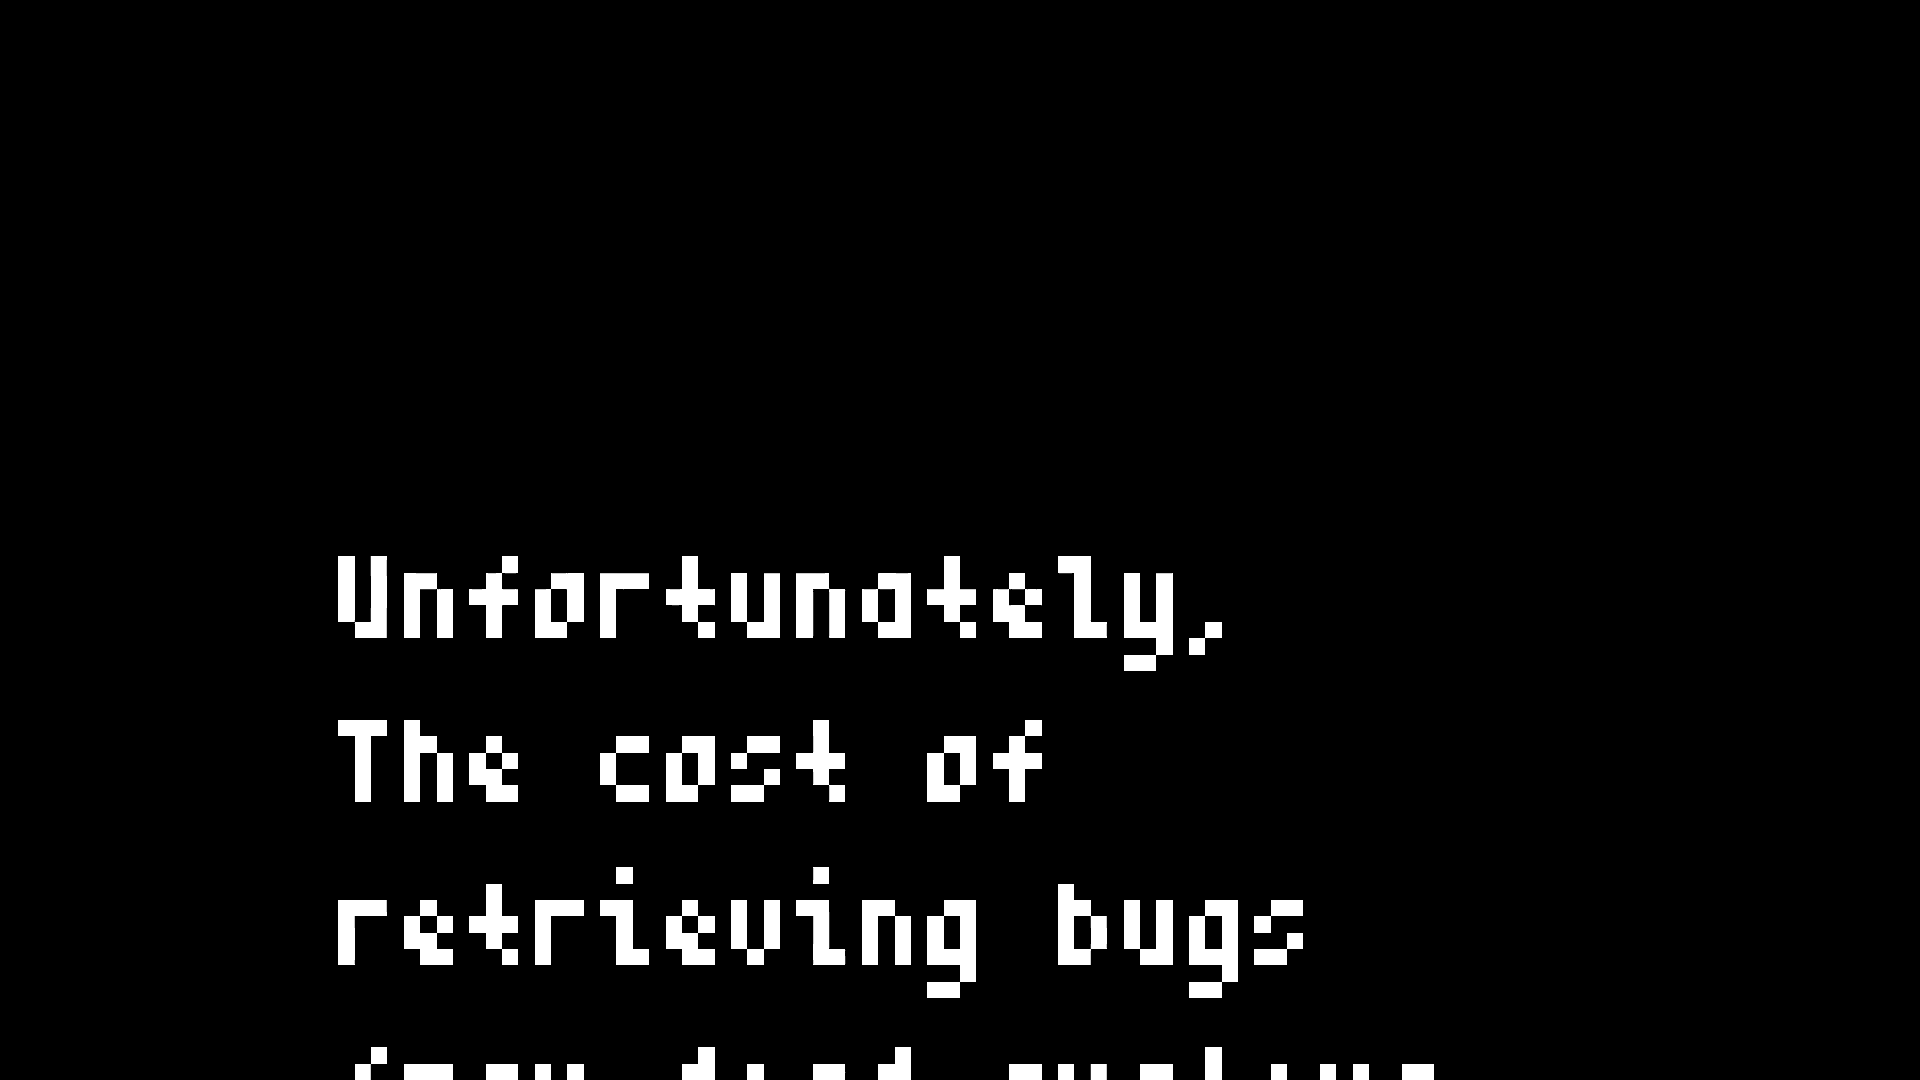 Unfortunately,
The cost of
retrieving bugs